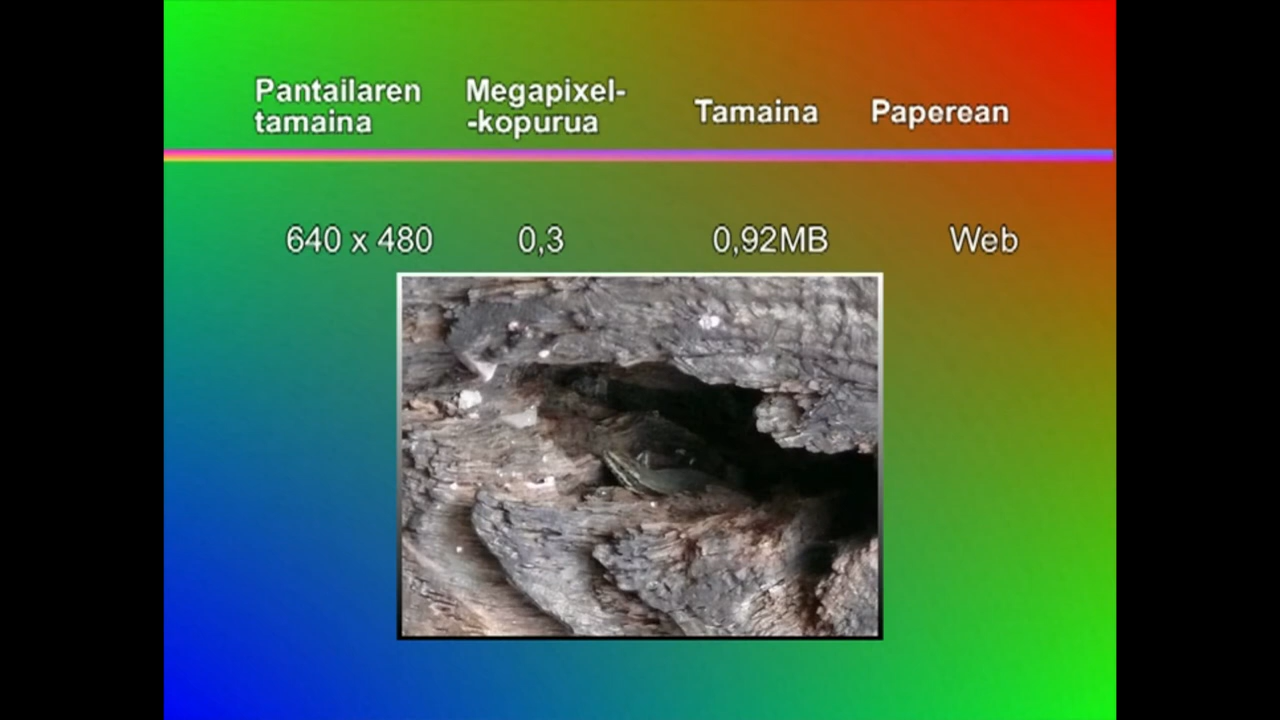 Pantailaren
tamaina
Megapixel-
-kopurua
Tamaina
Paperean
640 x 480
0,3
0,92MB
Web